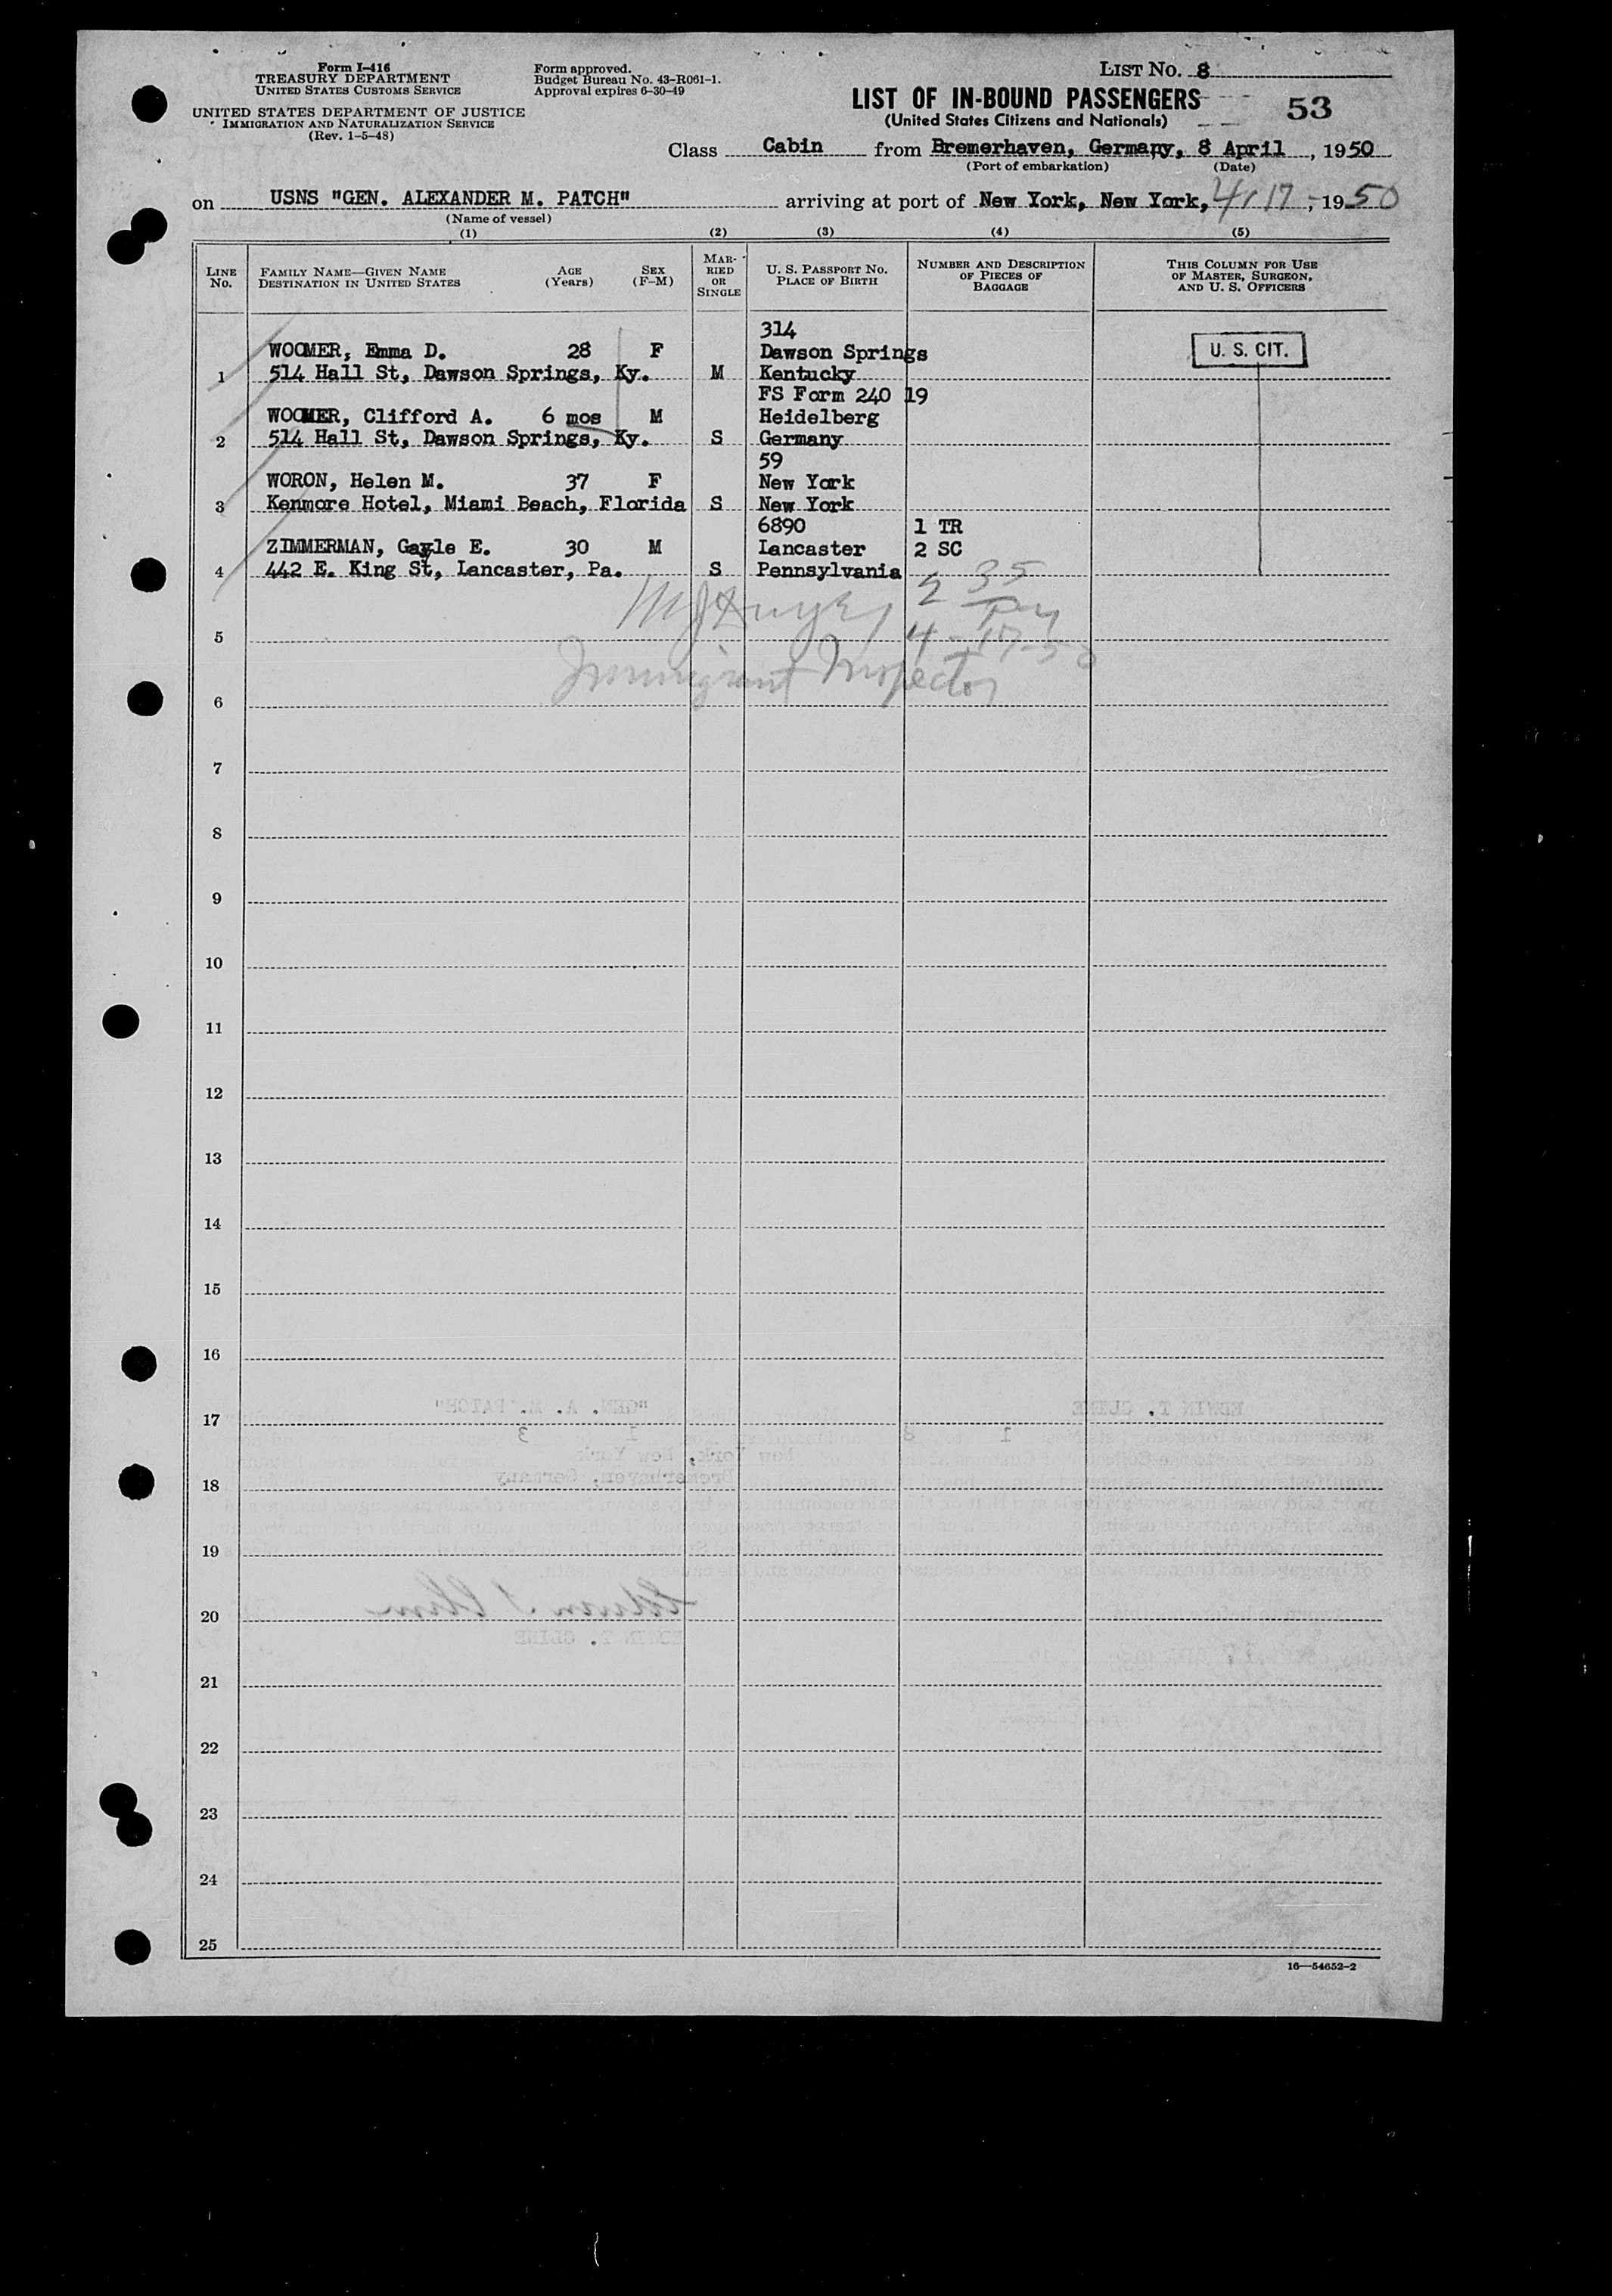 Form I-416
TREASURY DEPARTMENT
UNITED STATES CUSTOMS SERVICE
UNITED STATES DEPARTMENT OF JUSTICE
IMMIGRATION AND NATURALIZATION SERVICE
(Rev. 1-5-48)
Form approved.
Budget Bureau No. 43-R061-1.
Approval expires 6-30-49
LIST No. 8
LIST OF IN-BOUND PASSENGERS
(United States Citizens and Nationals)
53
Class Cabin from Bremerhaven, Germany, 8 April, 1950
(Port of embarkation) (Date)
on USNS "GEN. ALEXANDER M. PATCH" arriving at port of New York, New York, 4/17, 1950
(Name of vessel)
(1) (2) (3) (4) (5)
LINE No.
FAMILY NAME—GIVEN NAME
DESTINATION IN UNITED STATES
AGE (Years)
SEX (F-M)
MARRIED OR SINGLE
U. S. PASSPORT NO.
PLACE OF BIRTH
NUMBER AND DESCRIPTION OF PIECES OF BAGGAGE
THIS COLUMN FOR USE OF MASTER, SURGEON, AND U. S. OFFICERS
314
WOOMER, Emma D. 28 F Dawson Springs
1 514 Hall St, Dawson Springs, Ky. M Kentucky
U. S. CIT.
FS Form 240 19
WOOMER, Clifford A. 6 mos M Heidelberg
2 514 Hall St, Dawson Springs, Ky. S Germany
59
WORON, Helen M. 37 F New York
3 Kenmore Hotel, Miami Beach, Florida S New York
6890 1 TR
ZIMMERMAN, Gayle E. 30 M Lancaster 2 SC
4 442 E. King St, Lancaster, Pa. S Pennsylvania
2 35
5 4-17-50
Immigrant Inspector
6
7
8
9
10
11
12
13
14
15
16
17
18
19
20
21
22
23
24
25
16—54652-2